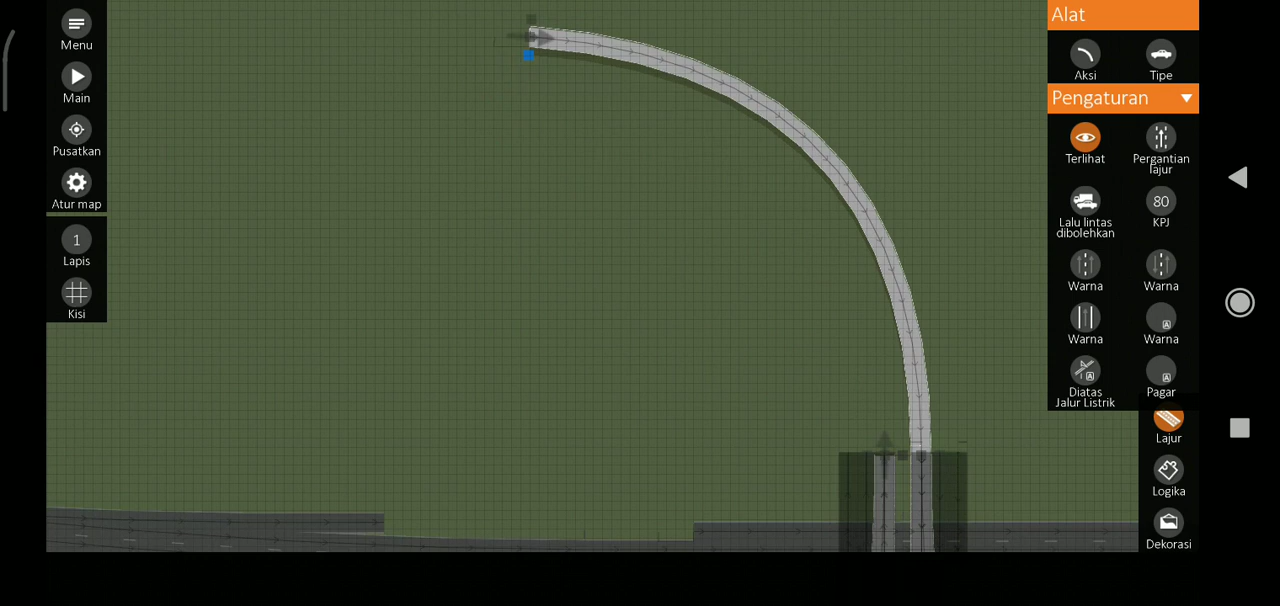 Menu
Main
Pusatkan
Atur map
1
Lapis
Kisi
Alat
Aksi
Tipe
Pengaturan
Terlihat
Pergantian
lajur
Lalu lintas
dibolehkan
80
KPJ
Warna
Warna
Warna
A
Warna
A
Diatas
Jalur Listrik
A
Pagar
Lajur
Logika
Dekorasi